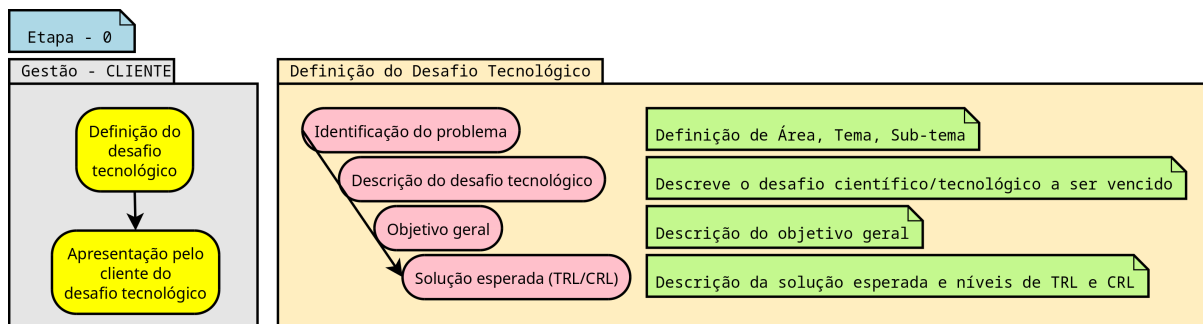 Etapa - 0
Gestão - CLIENTE
Definição do
desafio
tecnológico
Apresentação pelo
cliente do
desafio tecnológico
Definição do Desafio Tecnológico
Identificação do problema
Definição de Área, Tema, Sub-tema
Descrição do desafio tecnológico
Descreve o desafio científico/tecnológico a ser vencido
Objetivo geral
Descrição do objetivo geral
Solução esperada (TRL/CRL)
Descrição da solução esperada e níveis de TRL e CRL